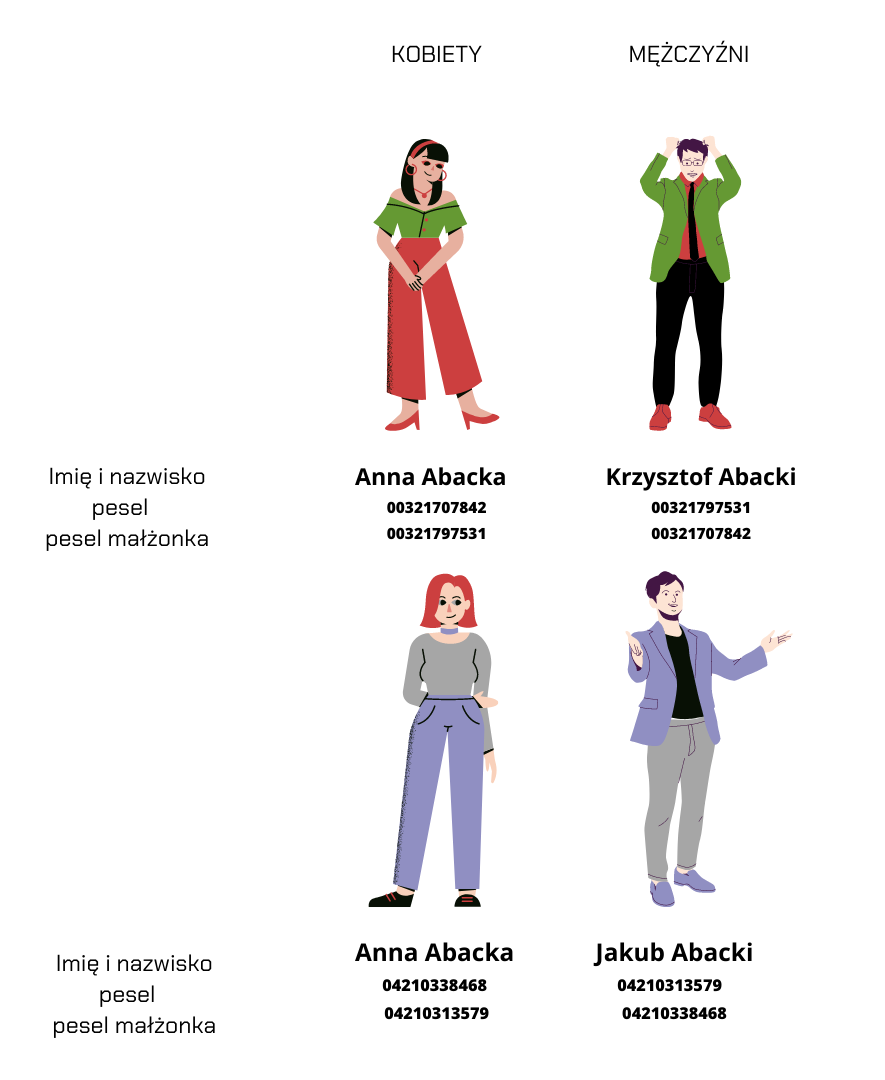 KOBIETY MĘŻCZYŹNI
Imię i nazwisko Anna Abacka Krzysztof Abacki
pesel 00321707842 00321797531
pesel małżonka 00321797531 00321707842
Imię i nazwisko Anna Abacka Jakub Abacki
pesel 04210338468 04210313579
pesel małżonka 04210313579 04210338468